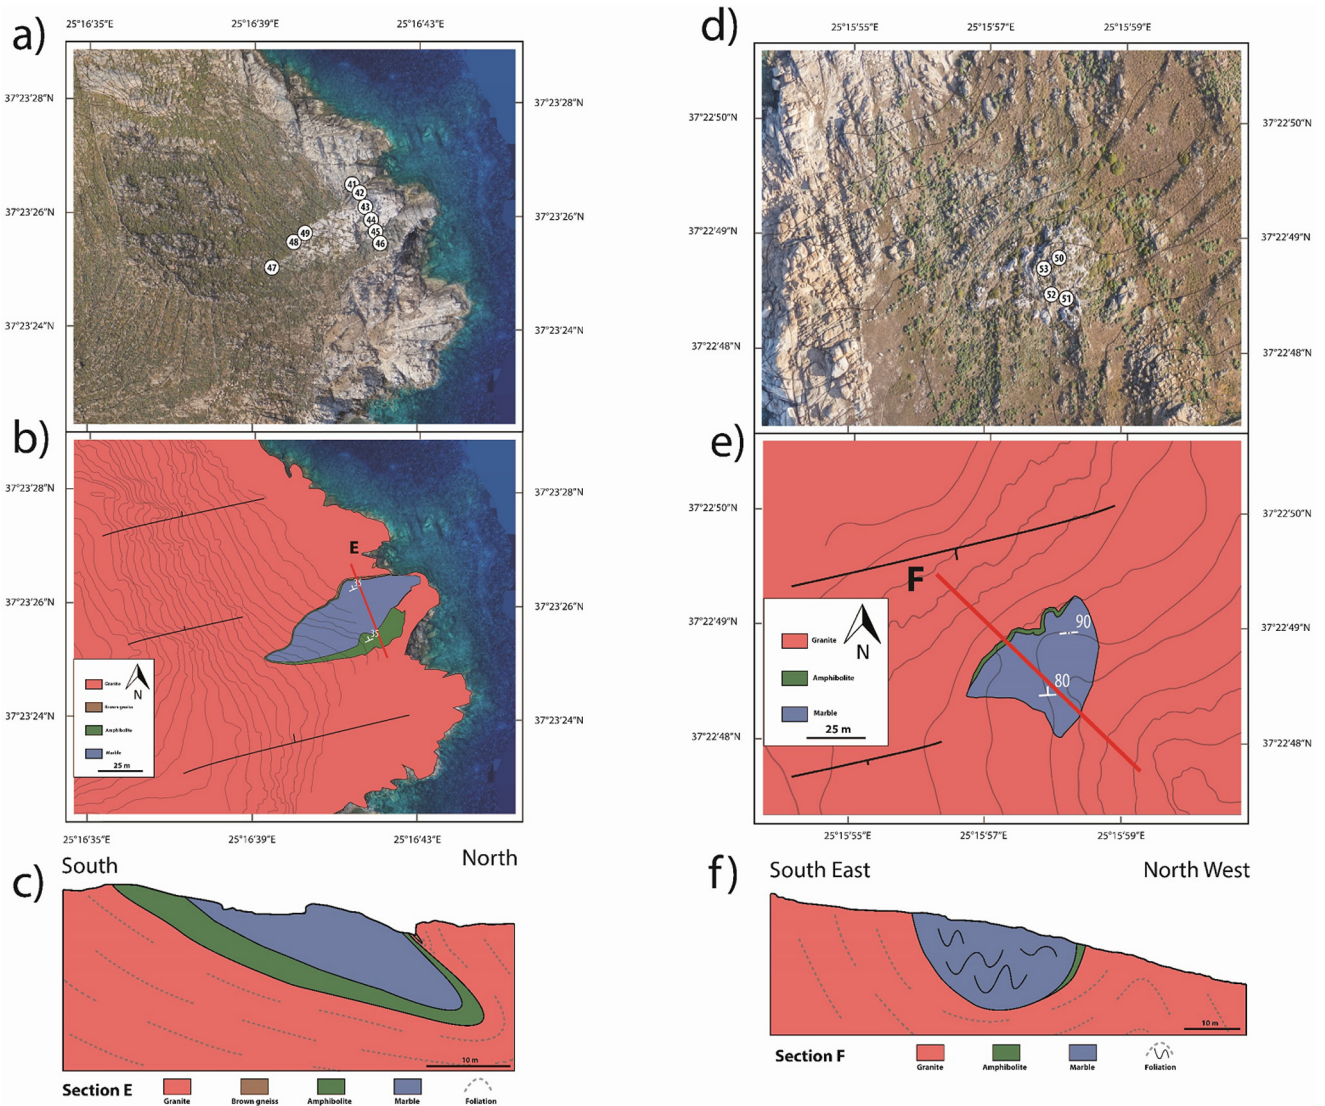 a)
25°16'35"E 25°16'39"E 25°16'43"E
37°23'28"N 37°23'28"N
37°23'26"N 37°23'26"N
37°23'24"N 37°23'24"N
41
42
43
44
45
46
49
48
47
d)
25°15'55"E 25°15'57"E 25°15'59"E
37°22'50"N 37°22'50"N
37°22'49"N 37°22'49"N
37°22'48"N 37°22'48"N
50
53
52 51
b)
37°23'28"N 37°23'28"N
E
35
37°23'26"N 37°23'26"N
35
37°23'24"N 37°23'24"N
N
Granite
Brown gneiss
Amphibolite
Marble
25 m
25°16'35"E 25°16'39"E 25°16'43"E
e)
37°22'50"N 37°22'50"N
F
37°22'49"N 37°22'49"N
90
80
37°22'48"N 37°22'48"N
N
Granite
Amphibolite
Marble
25 m
25°15'55"E 25°15'57"E 25°15'59"E
c)
South North
10 m
Section E
Granite Brown gneiss Amphibolite Marble Foliation
f)
South East North West
10 m
Section F
Granite Amphibolite Marble Foliation